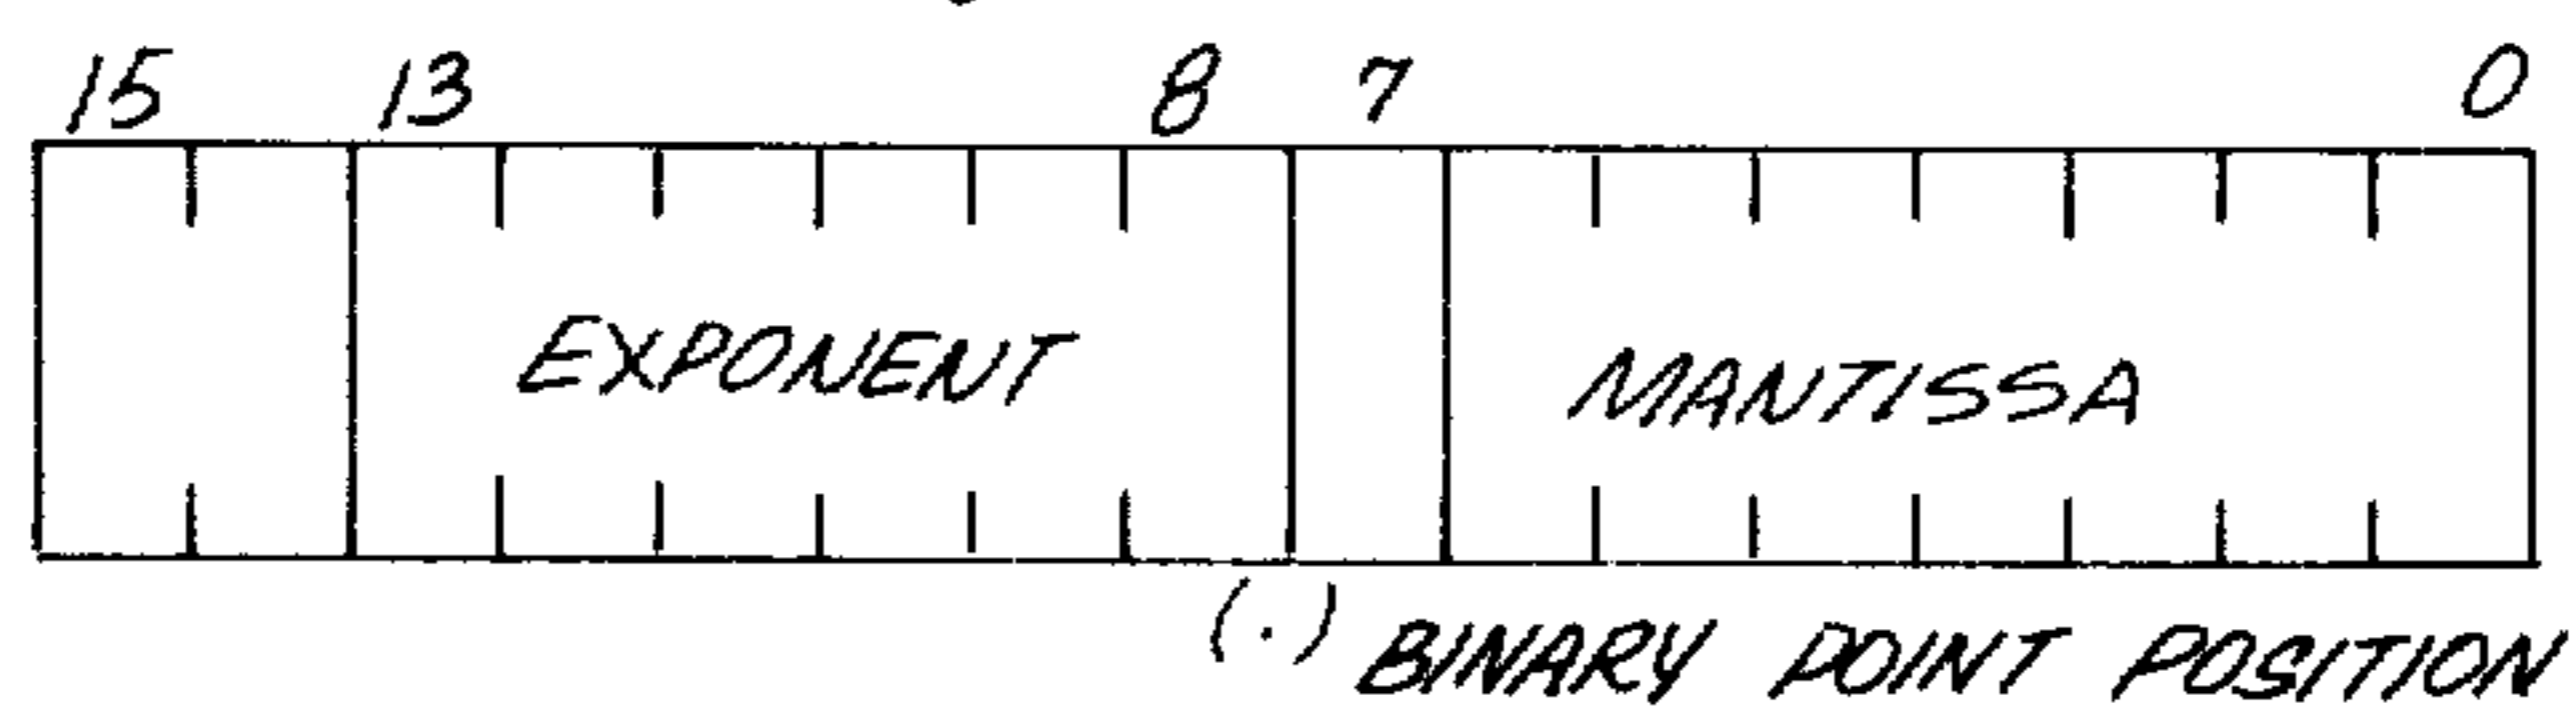 15 13 8 7 0
EXPONENT MANTISSA
(.) BINARY POINT POSITION